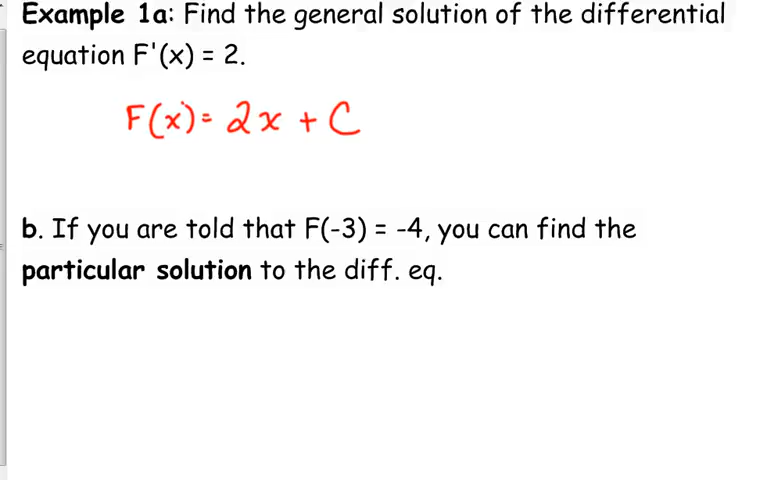 Example 1a: Find the general solution of the differential
equation F'(x) = 2.
F(x) = 2x + C
b. If you are told that F(-3) = -4, you can find the
particular solution to the diff. eq.